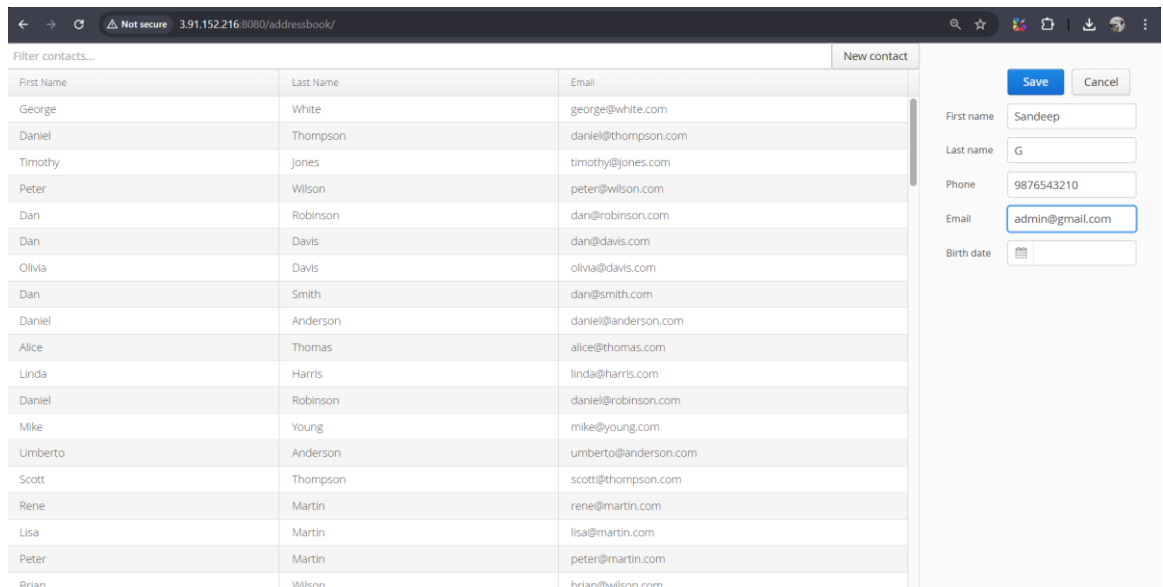 Not secure 3.91.152.216:8080/addressbook/
Filter contacts... New contact
First Name Last Name Email
George White george@white.com
Daniel Thompson daniel@thompson.com
Timothy Jones timothy@jones.com
Peter Wilson peter@wilson.com
Dan Robinson dan@robinson.com
Dan Davis dan@davis.com
Olivia Davis olivia@davis.com
Dan Smith dan@smith.com
Daniel Anderson daniel@anderson.com
Alice Thomas alice@thomas.com
Linda Harris linda@harris.com
Daniel Robinson daniel@robinson.com
Mike Young mike@young.com
Umberto Anderson umberto@anderson.com
Scott Thompson scott@thompson.com
Rene Martin rene@martin.com
Lisa Martin lisa@martin.com
Peter Martin peter@martin.com
Brian Wilson brian@wilson.com
Save Cancel
First name Sandeep
Last name G
Phone 9876543210
Email admin@gmail.com
Birth date